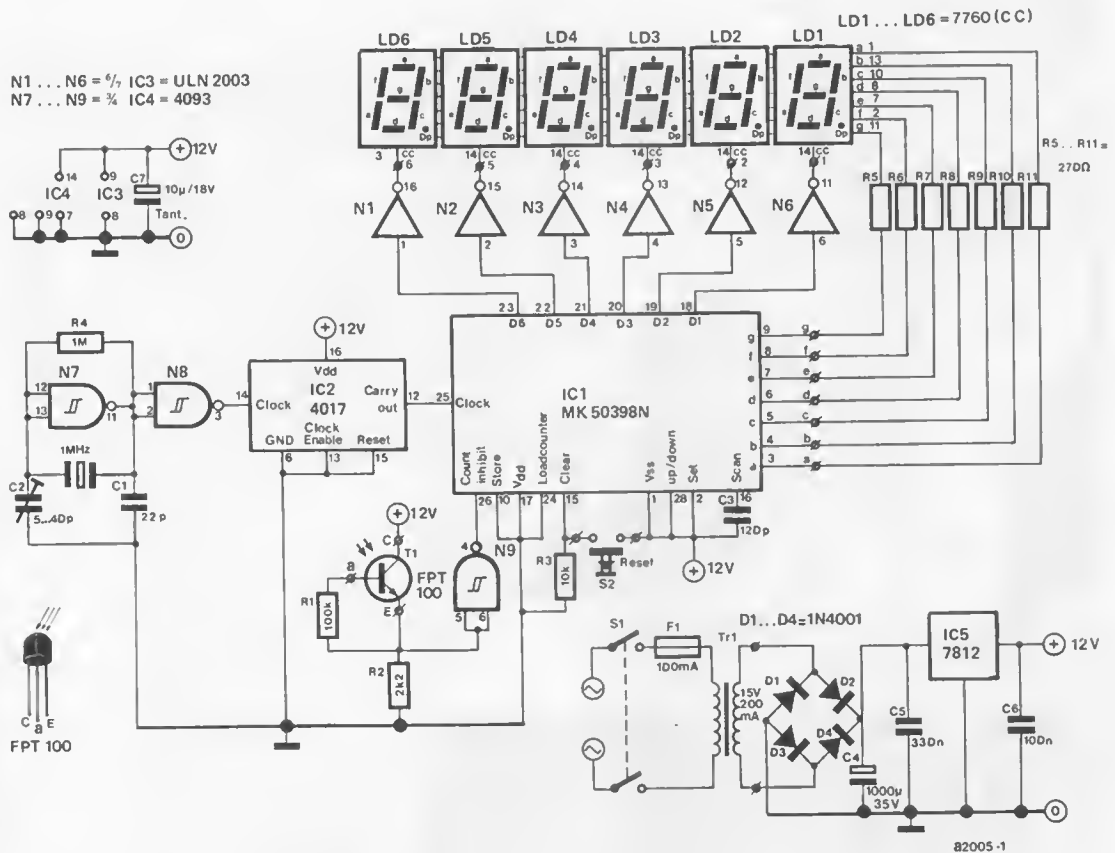 LD1 ... LD6 = 7760 (CC)
LD6 LD5 LD4 LD3 LD2 LD1
N1 ... N6 = 6/7 IC3 = ULN 2003
N7 ... N9 = ¾ IC4 = 4093
a b c d e f g Dp
a b c d e f g Dp
a b c d e f g Dp
a b c d e f g Dp
a b c d e f g Dp
a b c d e f g Dp
a 1
b 13
c 10
d 8
e 7
f 2
g 11
3 CC 14 CC 14 CC 14 CC 14 CC 14 CC
6 5 4 3 2 1
16 15 14 13 12 11
N1 N2 N3 N4 N5 N6
1 2 3 4 5 6
R5 R6 R7 R8 R9 R10 R11
R5 .. R11 =
270Ω
12V
14 9 C7
IC4 IC3
10µ/18V
Tant.
8 9 7 8
0
23 22 21 20 19 18
D6 D5 D4 D3 D2 D1
R4
1M
N7 N8
12 13 11 1 2 3
1MHz
C2
5...40p
C1
22p
12V
16
Vdd
IC2
4017
14 Clock
Carry
out 12
Clock
GND Enable Reset
6 13 15
25 Clock
IC1
MK 50398N
g 9 g
f 8 f
e 7 e
d 6 d
c 5 c
b 4 b
a 3 a
Count
inhibit
Store
Vdd
Loadcounter
Clear
Vss
up/down
Set
Scan
26 10 17 24 15 1 28 2 16
C3
120p
12V
C
T1
a
FPT
100
E
R1
100k
R2
2k2
4 N9
5 6
R3
10k
Reset
S2
12V
C a E
FPT 100
S1 F1
100mA
Tr1
15V
200
mA
D1...D4=1N4001
D1 D2
D3 D4
C4
1000µ
35V
C5
330n
IC5
7812
C6
100n
12V
0
82005-1